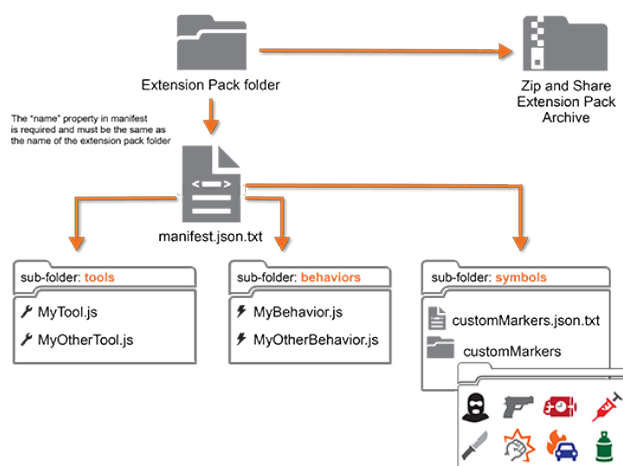 Extension Pack folder
Zip and Share
Extension Pack
Archive
The "name" property in manifest
is required and must be the same as
the name of the extension pack folder
manifest.json.txt
sub-folder: tools
MyTool.js
MyOtherTool.js
sub-folder: behaviors
MyBehavior.js
MyOtherBehavior.js
sub-folder: symbols
customMarkers.json.txt
customMarkers